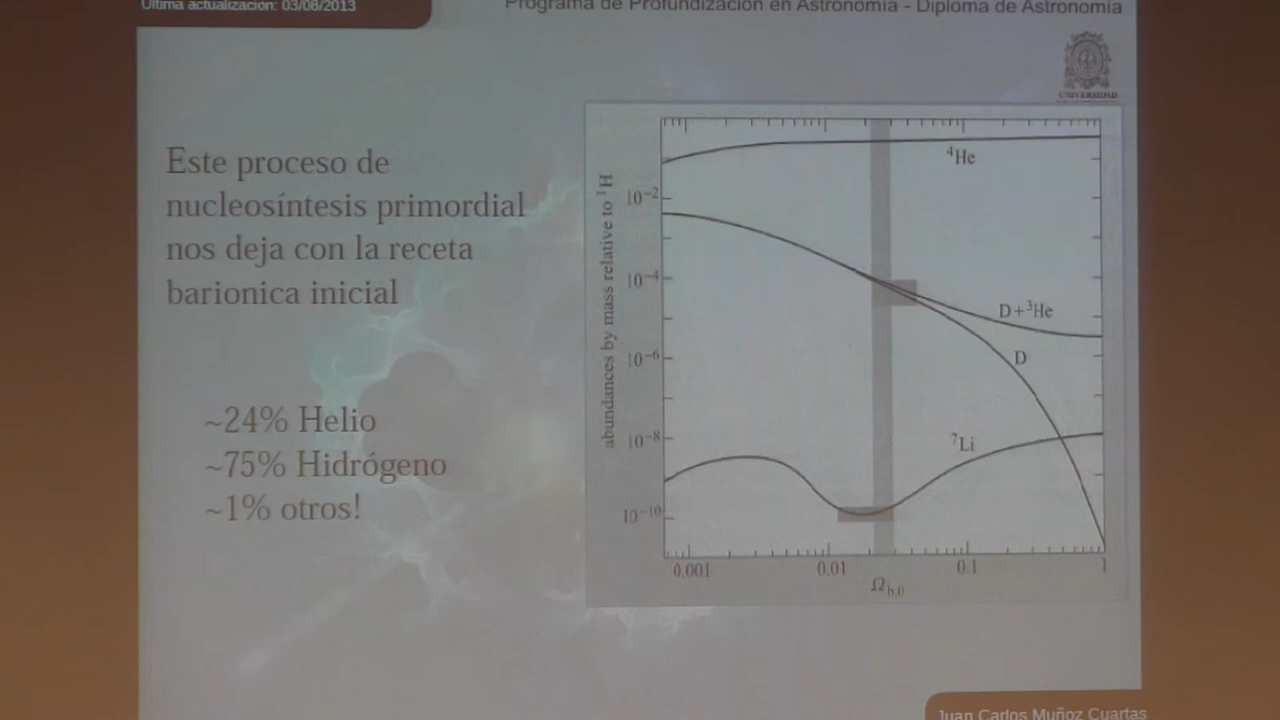 Última actualización: 03/08/2013
Programa de Profundización en Astronomía - Diploma de Astronomía
UNIVERSIDAD
Este proceso de
nucleosíntesis primordial
nos deja con la receta
barionica inicial
~24% Helio
~75% Hidrógeno
~1% otros!
abundances by mass relative to ¹H
10⁻²
10⁻⁴
10⁻⁶
10⁻⁸
10⁻¹⁰
⁴He
D+³He
D
⁷Li
0.001
0.01
0.1
1
Ω b,0
Juan Carlos Muñoz Cuartas